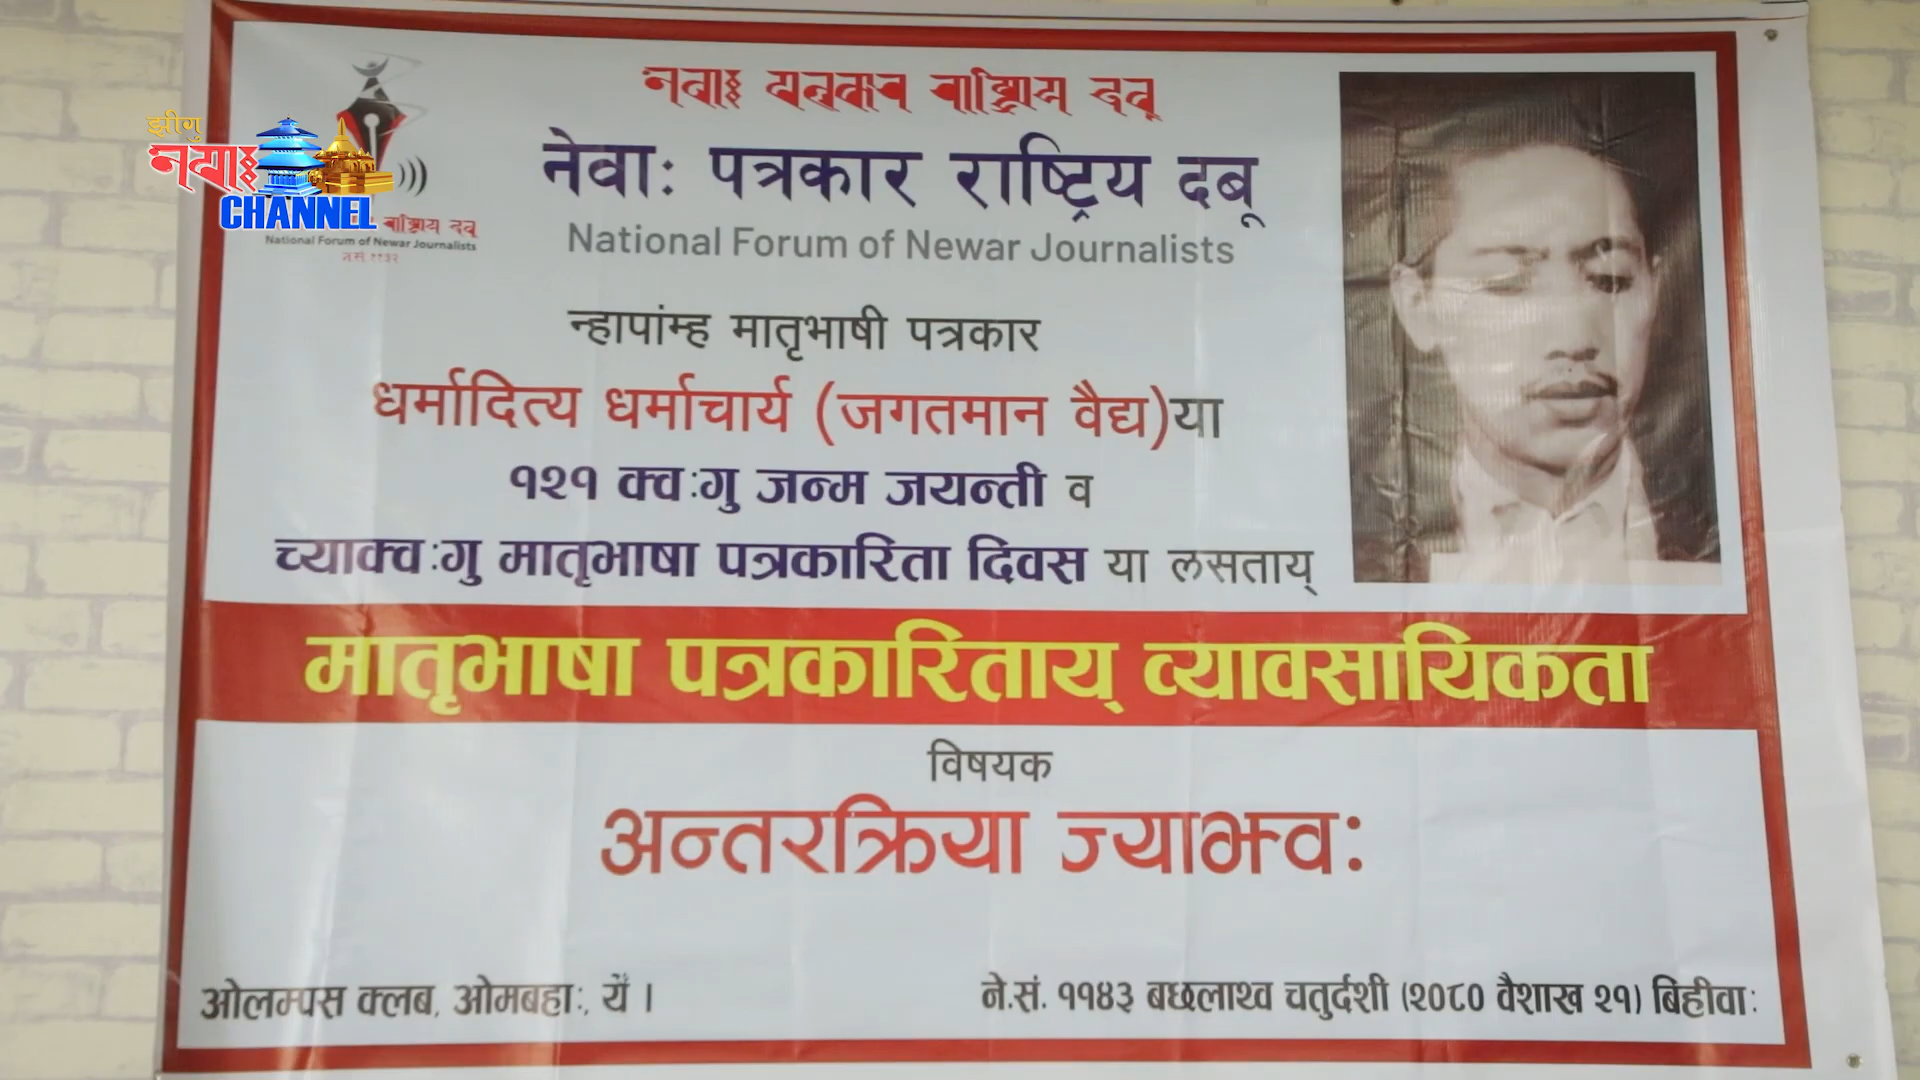 झीगु
नेवाः
CHANNEL
National Forum of Newar Journalists
ने.सं. ११३२
नेवाः पत्रकार राष्ट्रिय दबू
National Forum of Newar Journalists
न्हापांम्ह मातृभाषी पत्रकार
धर्मादित्य धर्माचार्य (जगतमान वैद्य)या
१२१ क्वःगु जन्म जयन्ती व
च्याक्वःगु मातृभाषा पत्रकारिता दिवस या लसताय्
मातृभाषा पत्रकारिताय् व्यावसायिकता
विषयक
अन्तरक्रिया ज्याझ्वः
ओलम्पस क्लब, ओमबहाः, येँ ।
ने.सं. ११४३ बछलाथ्व चतुर्दशी (२०८० वैशाख २१) बिहीवाः